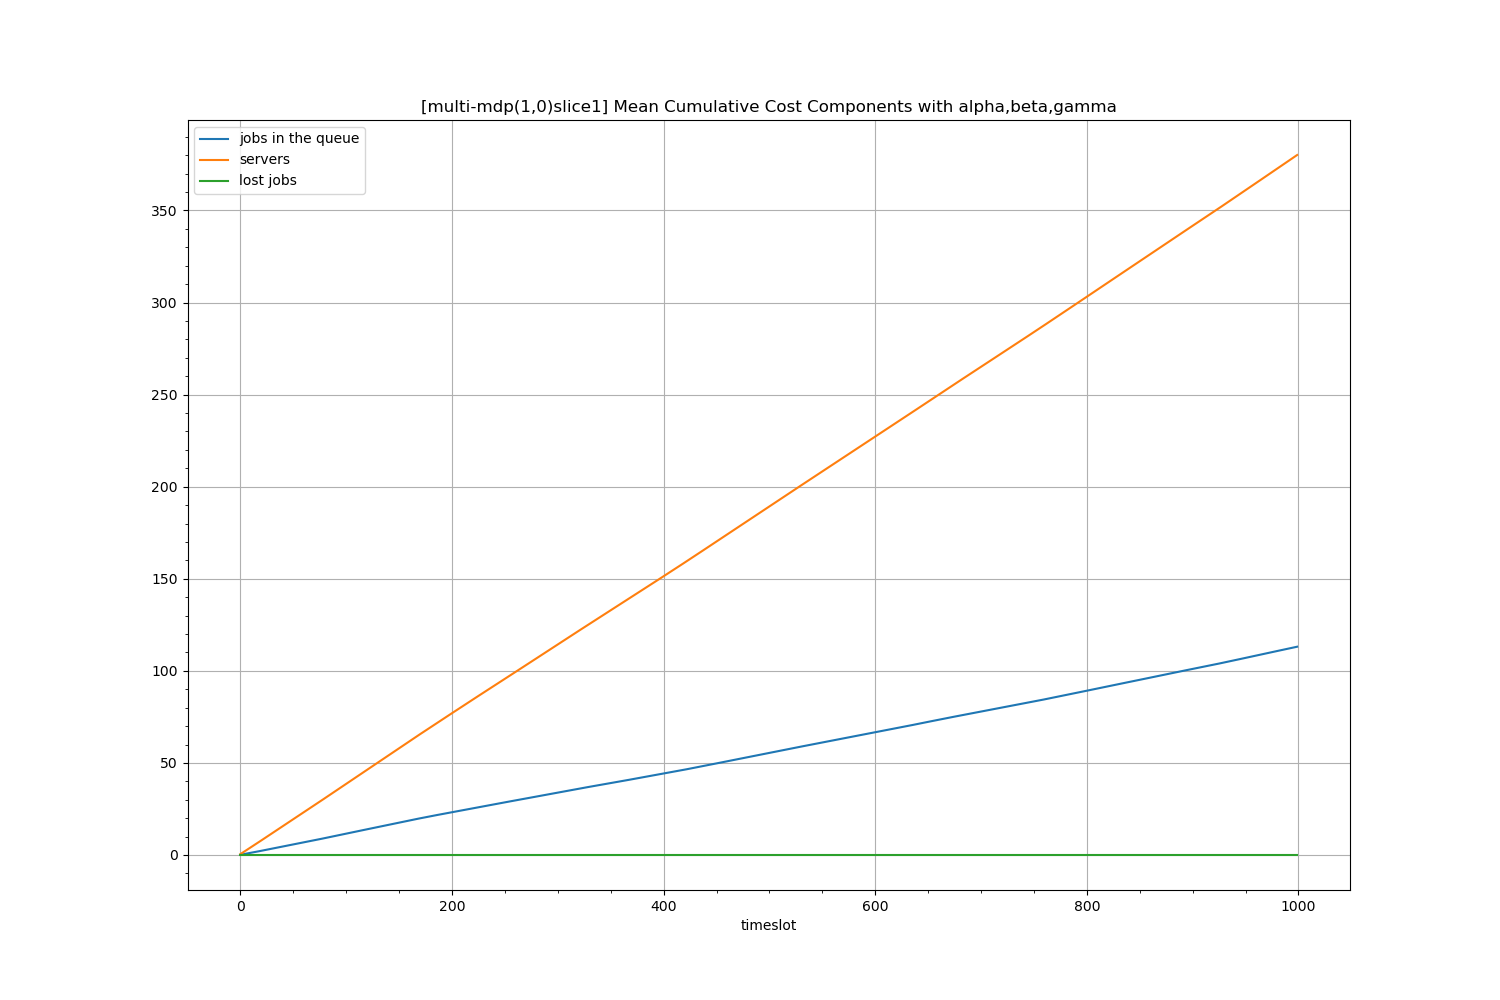 [multi-mdp(1,0)slice1] Mean Cumulative Cost Components with alpha,beta,gamma
jobs in the queue
servers
lost jobs
350
300
250
200
150
100
50
0
0 200 400 600 800 1000
timeslot